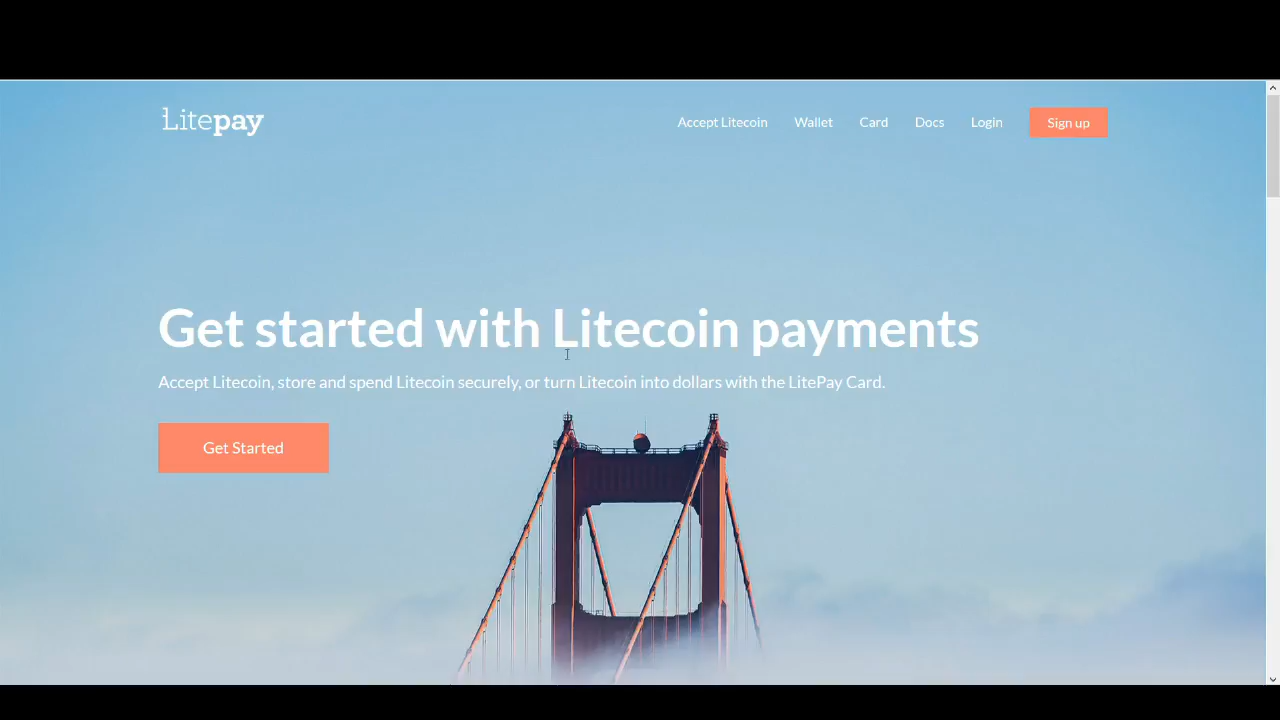 Litepay
Accept Litecoin Wallet Card Docs Login Sign up
Get started with Litecoin payments
Accept Litecoin, store and spend Litecoin securely, or turn Litecoin into dollars with the LitePay Card.
Get Started